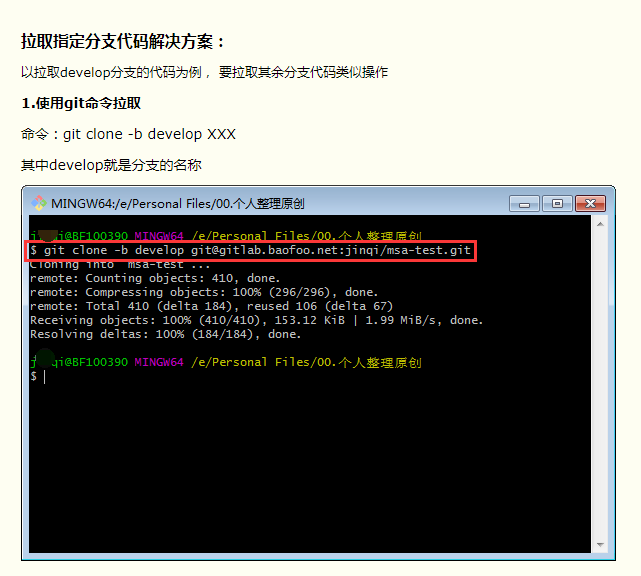 拉取指定分支代码解决方案：
以拉取develop分支的代码为例 ，要拉取其余分支代码类似操作
1.使用git命令拉取
命令：git clone -b develop XXX
其中develop就是分支的名称
MINGW64:/e/Personal Files/00.个人整理原创
qi@BF100390 MINGW64 /e/Personal Files/00.个人整理原创
$ git clone -b develop git@gitlab.baofoo.net:jinqi/msa-test.git
Cloning into 'msa-test'...
remote: Counting objects: 410, done.
remote: Compressing objects: 100% (296/296), done.
remote: Total 410 (delta 184), reused 106 (delta 67)
Receiving objects: 100% (410/410), 153.12 KiB | 1.99 MiB/s, done.
Resolving deltas: 100% (184/184), done.
qi@BF100390 MINGW64 /e/Personal Files/00.个人整理原创
$